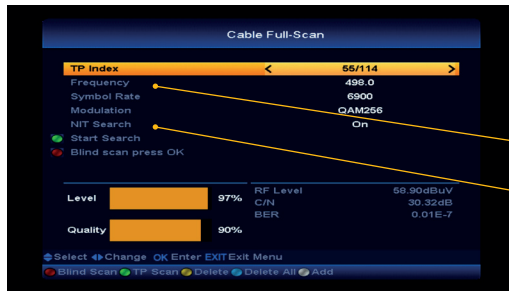 Cable Full-Scan
TP Index < 55/114 >
Frequency 498.0
Symbol Rate 6900
Modulation QAM256
NIT Search On
Start Search
Blind scan press OK
Level 97% RF Level 58.90dBuV
C/N 30.32dB
BER 0.01E-7
Quality 90%
Select Change OK Enter EXIT Exit Menu
Blind Scan TP Scan Delete Delete All Add